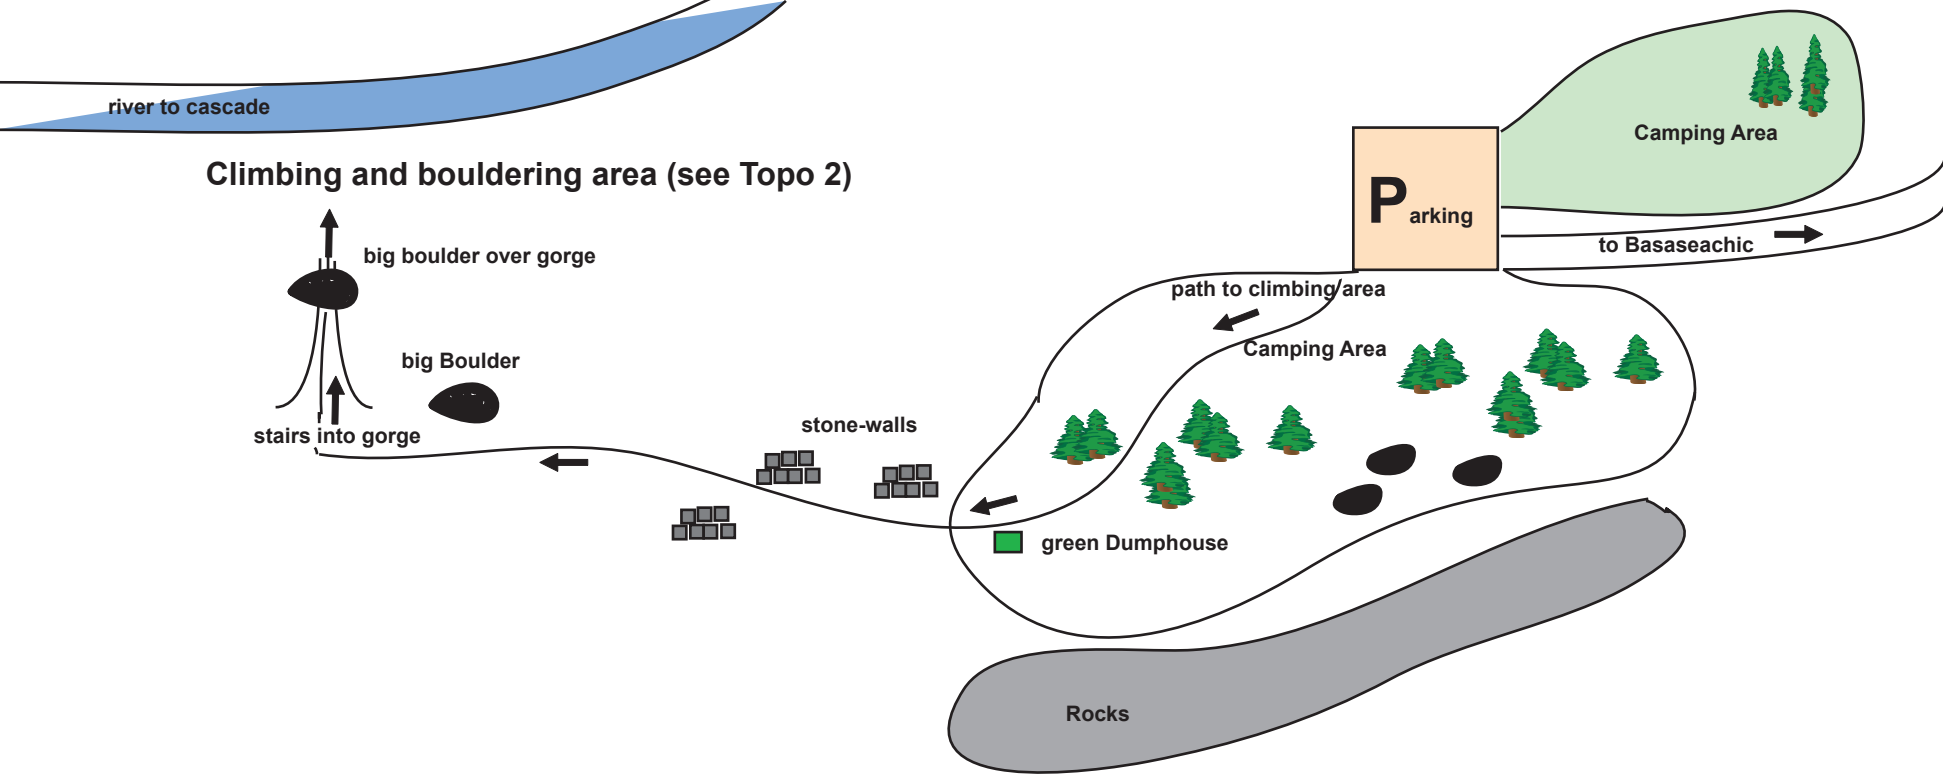 river to cascade
Camping Area
Climbing and bouldering area (see Topo 2)
Parking
to Basaseachic
big boulder over gorge
path to climbing area
Camping Area
big Boulder
stone-walls
stairs into gorge
green Dumphouse
Rocks